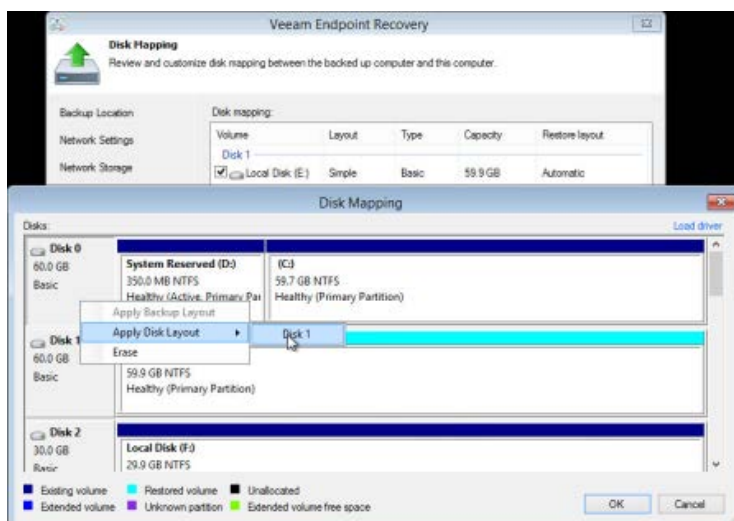 Veeam Endpoint Recovery
Disk Mapping
Review and customize disk mapping between the backed up computer and this computer.
Backup Location
Network Settings
Network Storage
Disk mapping:
Volume Layout Type Capacity Restore layout
Disk 1
Local Disk (E:) Simple Basic 59.9 GB Automatic
Disk Mapping
Disks:
Load driver
Disk 0
60.0 GB
Basic
System Reserved (D:)
350.0 MB NTFS
Healthy (Active, Primary Par
(C:)
59.7 GB NTFS
Healthy (Primary Partition)
Apply Backup Layout
Apply Disk Layout
Erase
Disk 1
Disk 1
60.0 GB
Basic
59.9 GB NTFS
Healthy (Primary Partition)
Disk 2
30.0 GB
Basic
Local Disk (F:)
29.9 GB NTFS
Existing volume Restored volume Unallocated
Extended volume Unknown partition Extended volume free space
OK Cancel